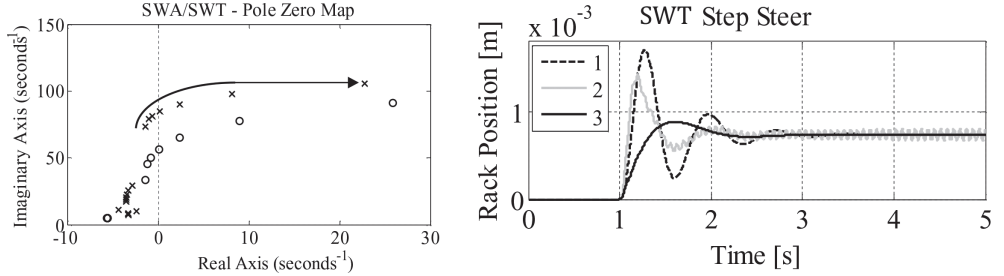 SWA/SWT - Pole Zero Map
Imaginary Axis (seconds¹)
150
100
50
0
-10
0
10
20
30
Real Axis (seconds⁻¹)
SWT Step Steer
x 10⁻³
Rack Position [m]
1
0
1
2
3
0
1
2
3
4
5
Time [s]